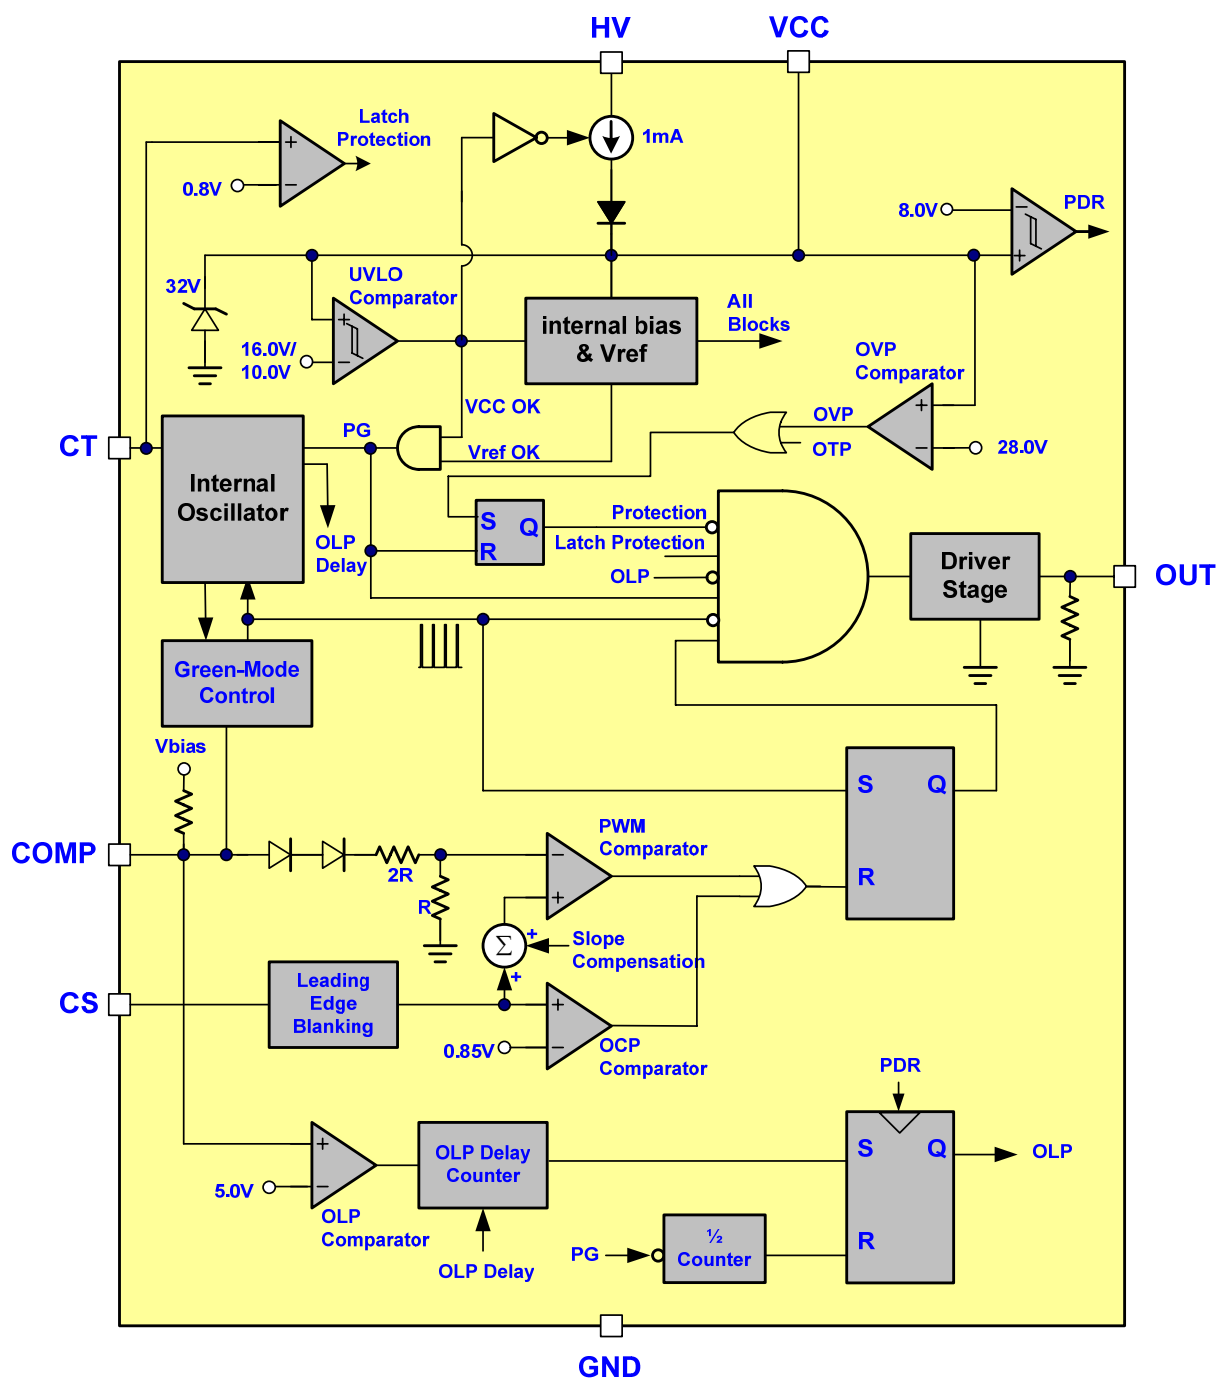 HV
VCC
Latch
Protection
1mA
0.8V
8.0V
PDR
32V
UVLO
Comparator
16.0V/
10.0V
internal bias
& Vref
All
Blocks
OVP
Comparator
VCC OK
OVP
OTP
28.0V
CT
PG
Vref OK
Internal
Oscillator
OLP
Delay
S
Q
R
Protection
Latch Protection
OLP
Driver
Stage
OUT
Green-Mode
Control
Vbias
S
Q
R
COMP
2R
R
PWM
Comparator
Σ
Slope
Compensation
CS
Leading
Edge
Blanking
0.85V
OCP
Comparator
PDR
S
Q
R
OLP
OLP Delay
Counter
5.0V
OLP
Comparator
OLP Delay
PG
½
Counter
GND